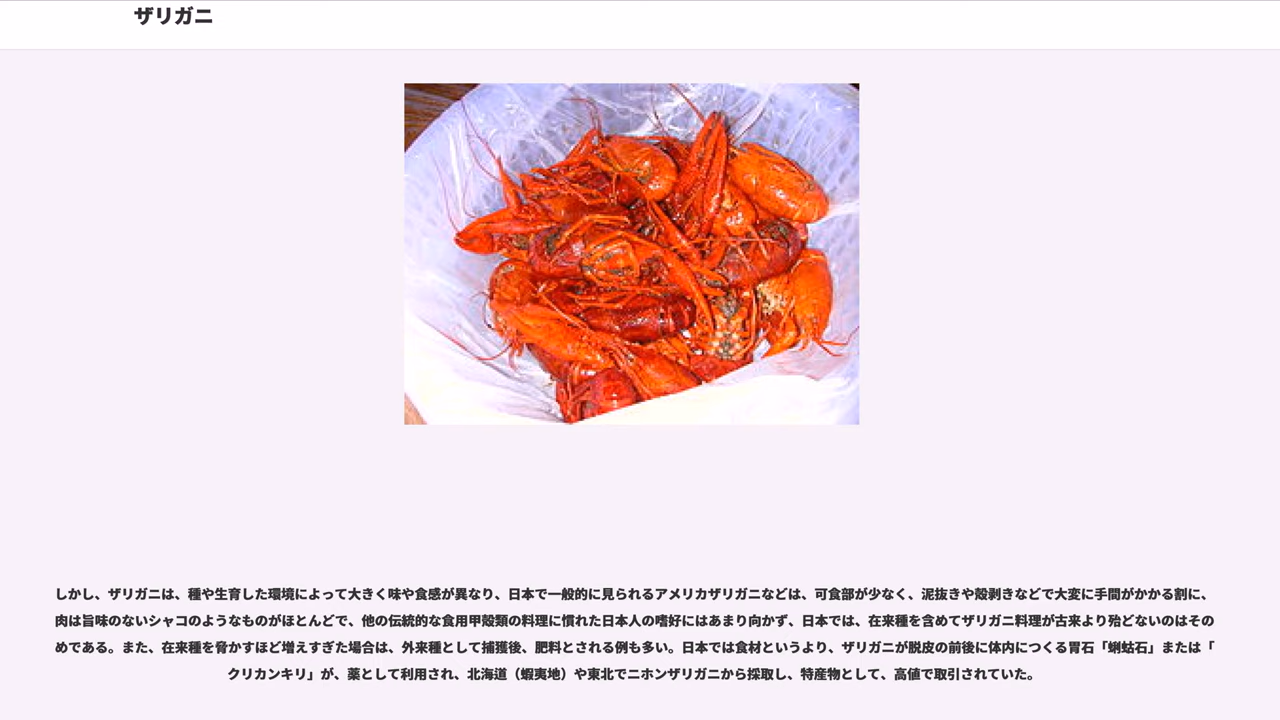 ザリガニ
しかし、ザリガニは、種や生育した環境によって大きく味や食感が異なり、日本で一般的に見られるアメリカザリガニなどは、可食部が少なく、泥抜きや殻剥きなどで大変に手間がかかる割に、
肉は旨味のないシャコのようなものがほとんどで、他の伝統的な食用甲殻類の料理に慣れた日本人の嗜好にはあまり向かず、日本では、在来種を含めてザリガニ料理が古来より殆どないのはその
めである。また、在来種を脅かすほど増えすぎた場合は、外来種として捕獲後、肥料とされる例も多い。日本では食材というより、ザリガニが脱皮の前後に体内につくる胃石「蜊蛄石」または「
クリカンキリ」が、薬として利用され、北海道（蝦夷地）や東北でニホンザリガニから採取し、特産物として、高値で取引されていた。